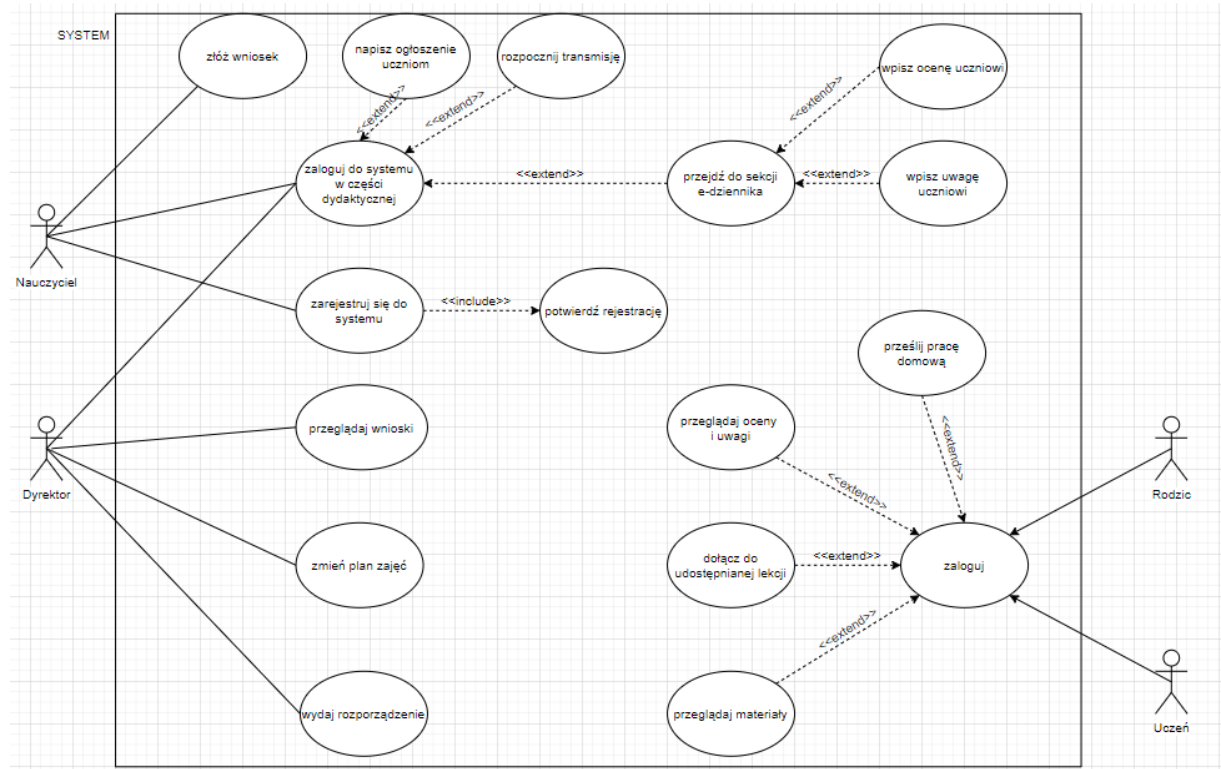 SYSTEM
złóż wniosek
napisz ogłoszenie
uczniom
rozpocznij transmisję
wpisz ocenę uczniowi
<<extend>>
<<extend>>
<<extend>>
zaloguj do systemu
w części
dydaktycznej
<<extend>>
przejdź do sekcji
e-dziennika
<<extend>>
wpisz uwagę
uczniowi
Nauczyciel
zarejestruj się do
systemu
<<include>>
potwierdź rejestrację
prześlij pracę
domową
przeglądaj wnioski
przeglądaj oceny
i uwagi
<<extend>>
<<extend>>
Dyrektor
Rodzic
zmień plan zajęć
dołącz do
udostępnianej lekcji
<<extend>>
zaloguj
<<extend>>
wydaj rozporządzenie
przeglądaj materiały
Uczeń